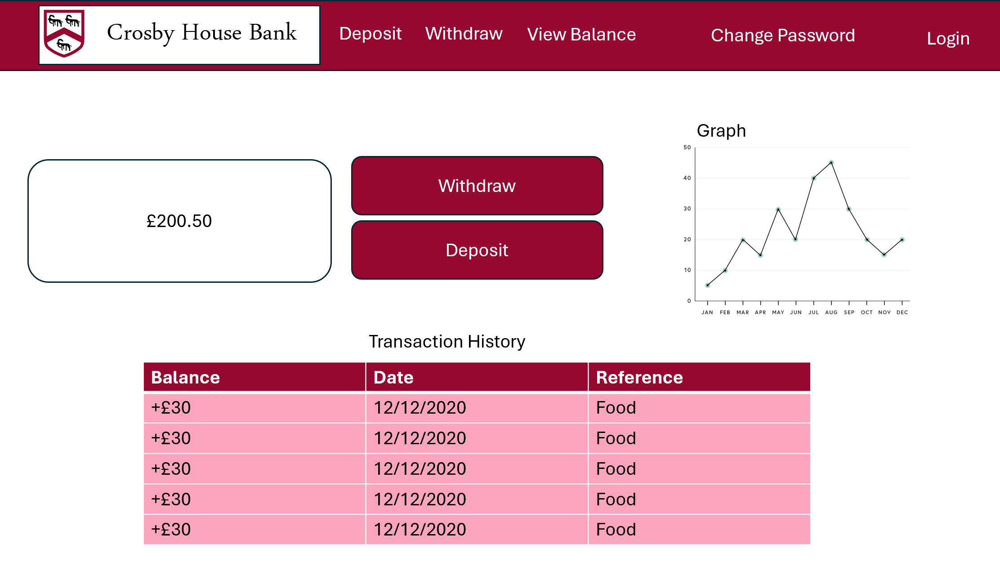 Crosby House Bank
Deposit Withdraw View Balance Change Password Login
£200.50
Withdraw
Deposit
Graph
50
40
30
20
10
0
JAN FEB MAR APR MAY JUN JUL AUG SEP OCT NOV DEC
Transaction History
Balance Date Reference
+£30 12/12/2020 Food
+£30 12/12/2020 Food
+£30 12/12/2020 Food
+£30 12/12/2020 Food
+£30 12/12/2020 Food